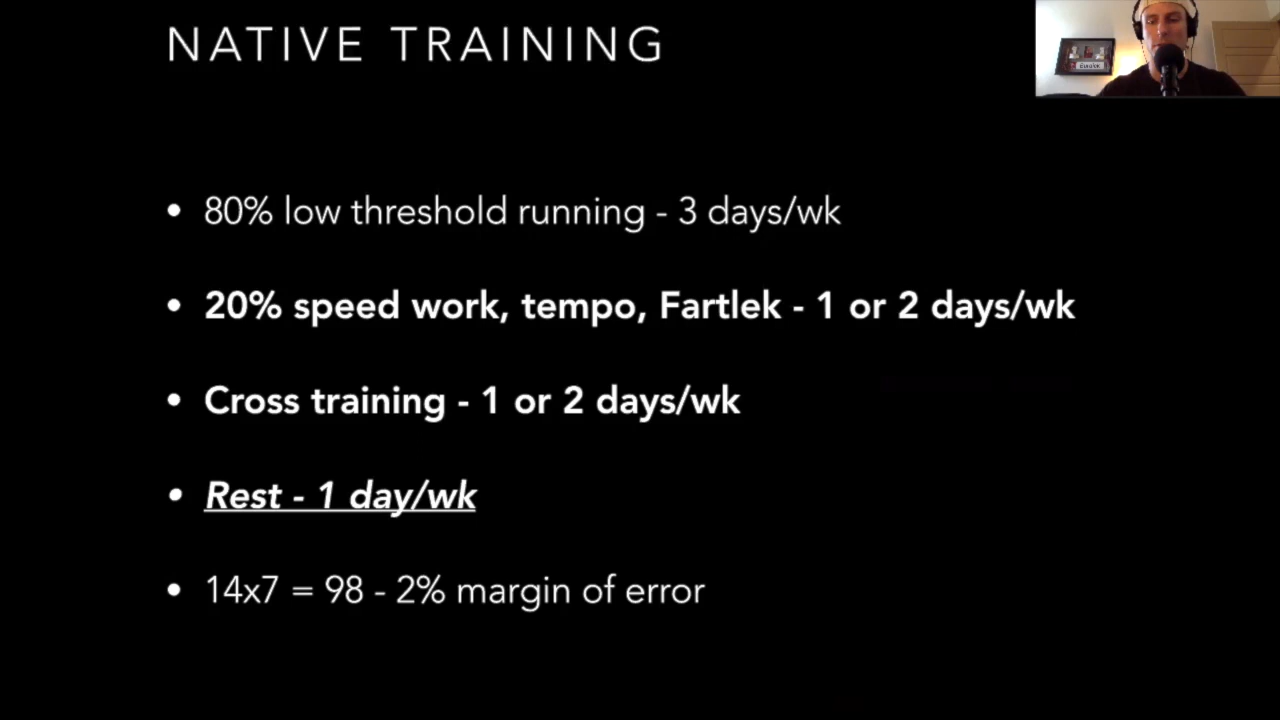 NATIVE TRAINING
• 80% low threshold running - 3 days/wk
• 20% speed work, tempo, Fartlek - 1 or 2 days/wk
• Cross training - 1 or 2 days/wk
• Rest - 1 day/wk
• 14x7 = 98 - 2% margin of error